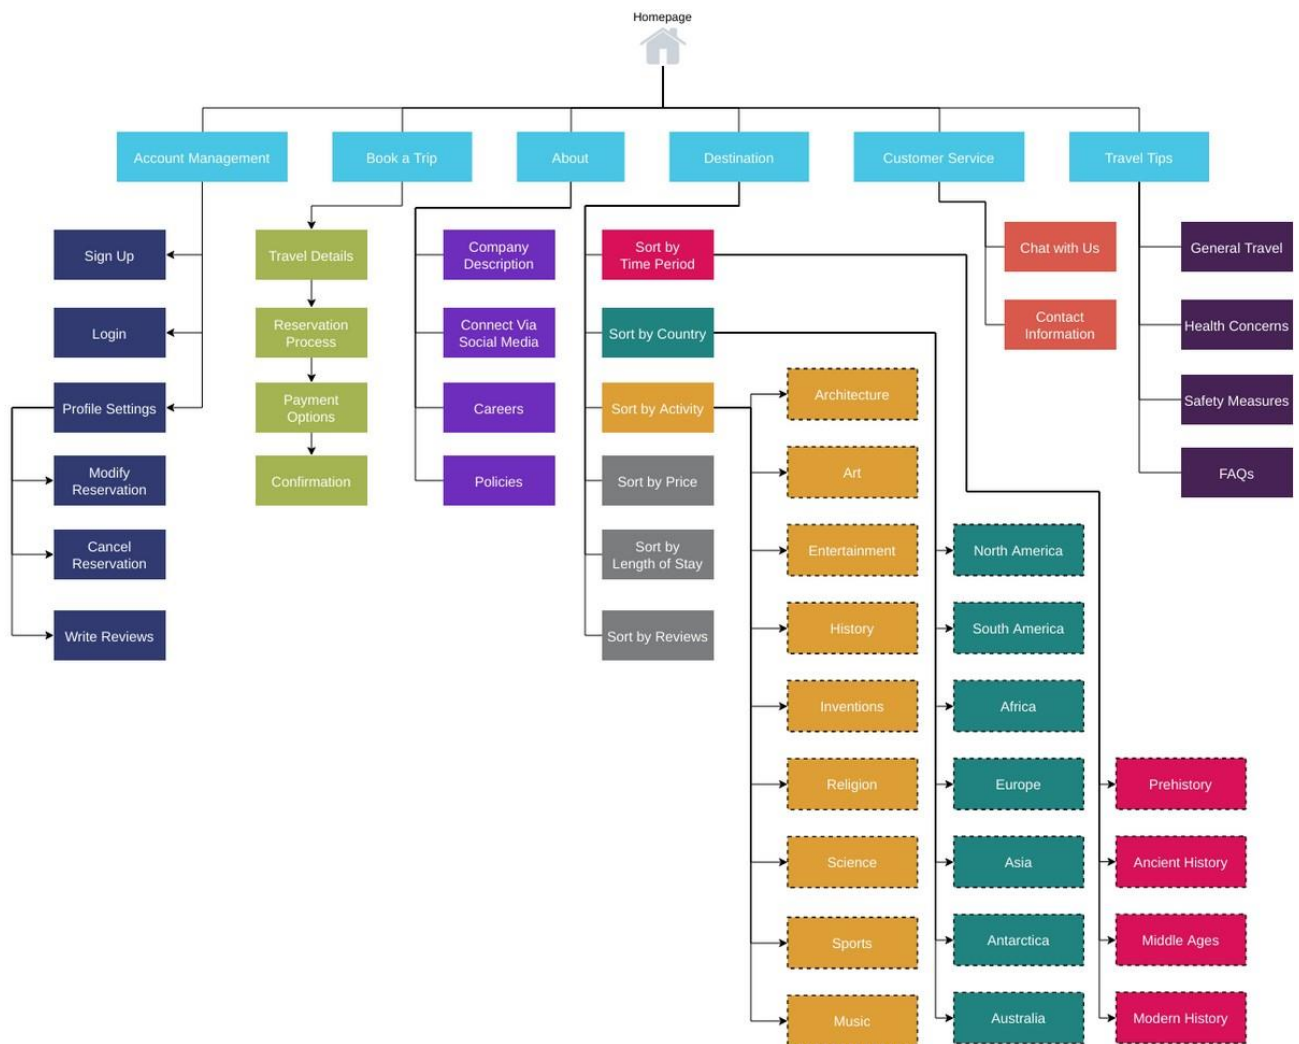 Homepage
Account Management
Book a Trip
About
Destination
Customer Service
Travel Tips
Sign Up
Login
Profile Settings
Modify
Reservation
Cancel
Reservation
Write Reviews
Travel Details
Reservation
Process
Payment
Options
Confirmation
Company
Description
Connect Via
Social Media
Careers
Policies
Sort by
Time Period
Sort by Country
Sort by Activity
Sort by Price
Sort by
Length of Stay
Sort by Reviews
Architecture
Art
Entertainment
History
Inventions
Religion
Science
Sports
Music
North America
South America
Africa
Europe
Asia
Antarctica
Australia
Prehistory
Ancient History
Middle Ages
Modern History
Chat with Us
Contact
Information
General Travel
Health Concerns
Safety Measures
FAQs